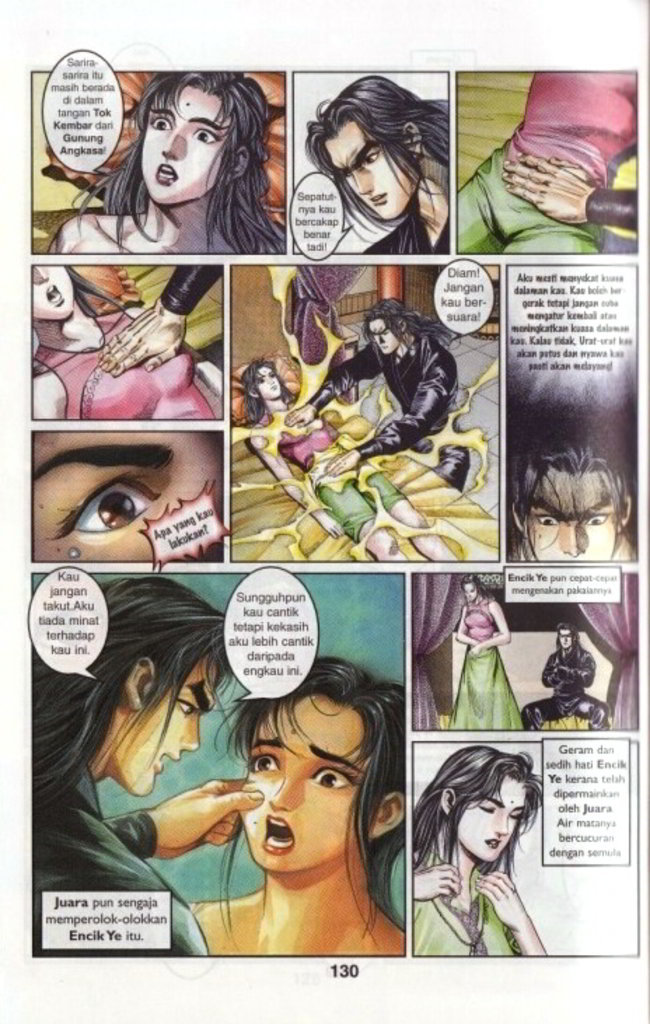 Sarira-
sarira itu
masih berada
di dalam
tangan Tok
Kembar dari
Gunung
Angkasa!
Sepatut-
nya kau
bercakap
benar
tadi!
Diam!
Jangan
kau ber-
suara!
Aku mesti menyekat kuasa
dalaman kau. Kau boleh ber-
gerak tetapi jangan cuba
mengatur kembali atau
meningkatkan kuasa dalaman
kau. Kalau tidak, Urat-urat kau
akan putus dan nyawa kau
pasti akan melayang!
Apa yang kau
lakukan?
Kau
jangan
takut.Aku
tiada minat
terhadap
kau ini.
Sungguhpun
kau cantik
tetapi kekasih
aku lebih cantik
daripada
engkau ini.
Juara pun sengaja
memperolok-olokkan
Encik Ye itu.
Encik Ye pun cepat-cepat
mengenakan pakaiannya
Geram dan
sedih hati Encik
Ye kerana telah
dipermainkan
oleh Juara
Air matanya
bercucuran
dengan semula
130